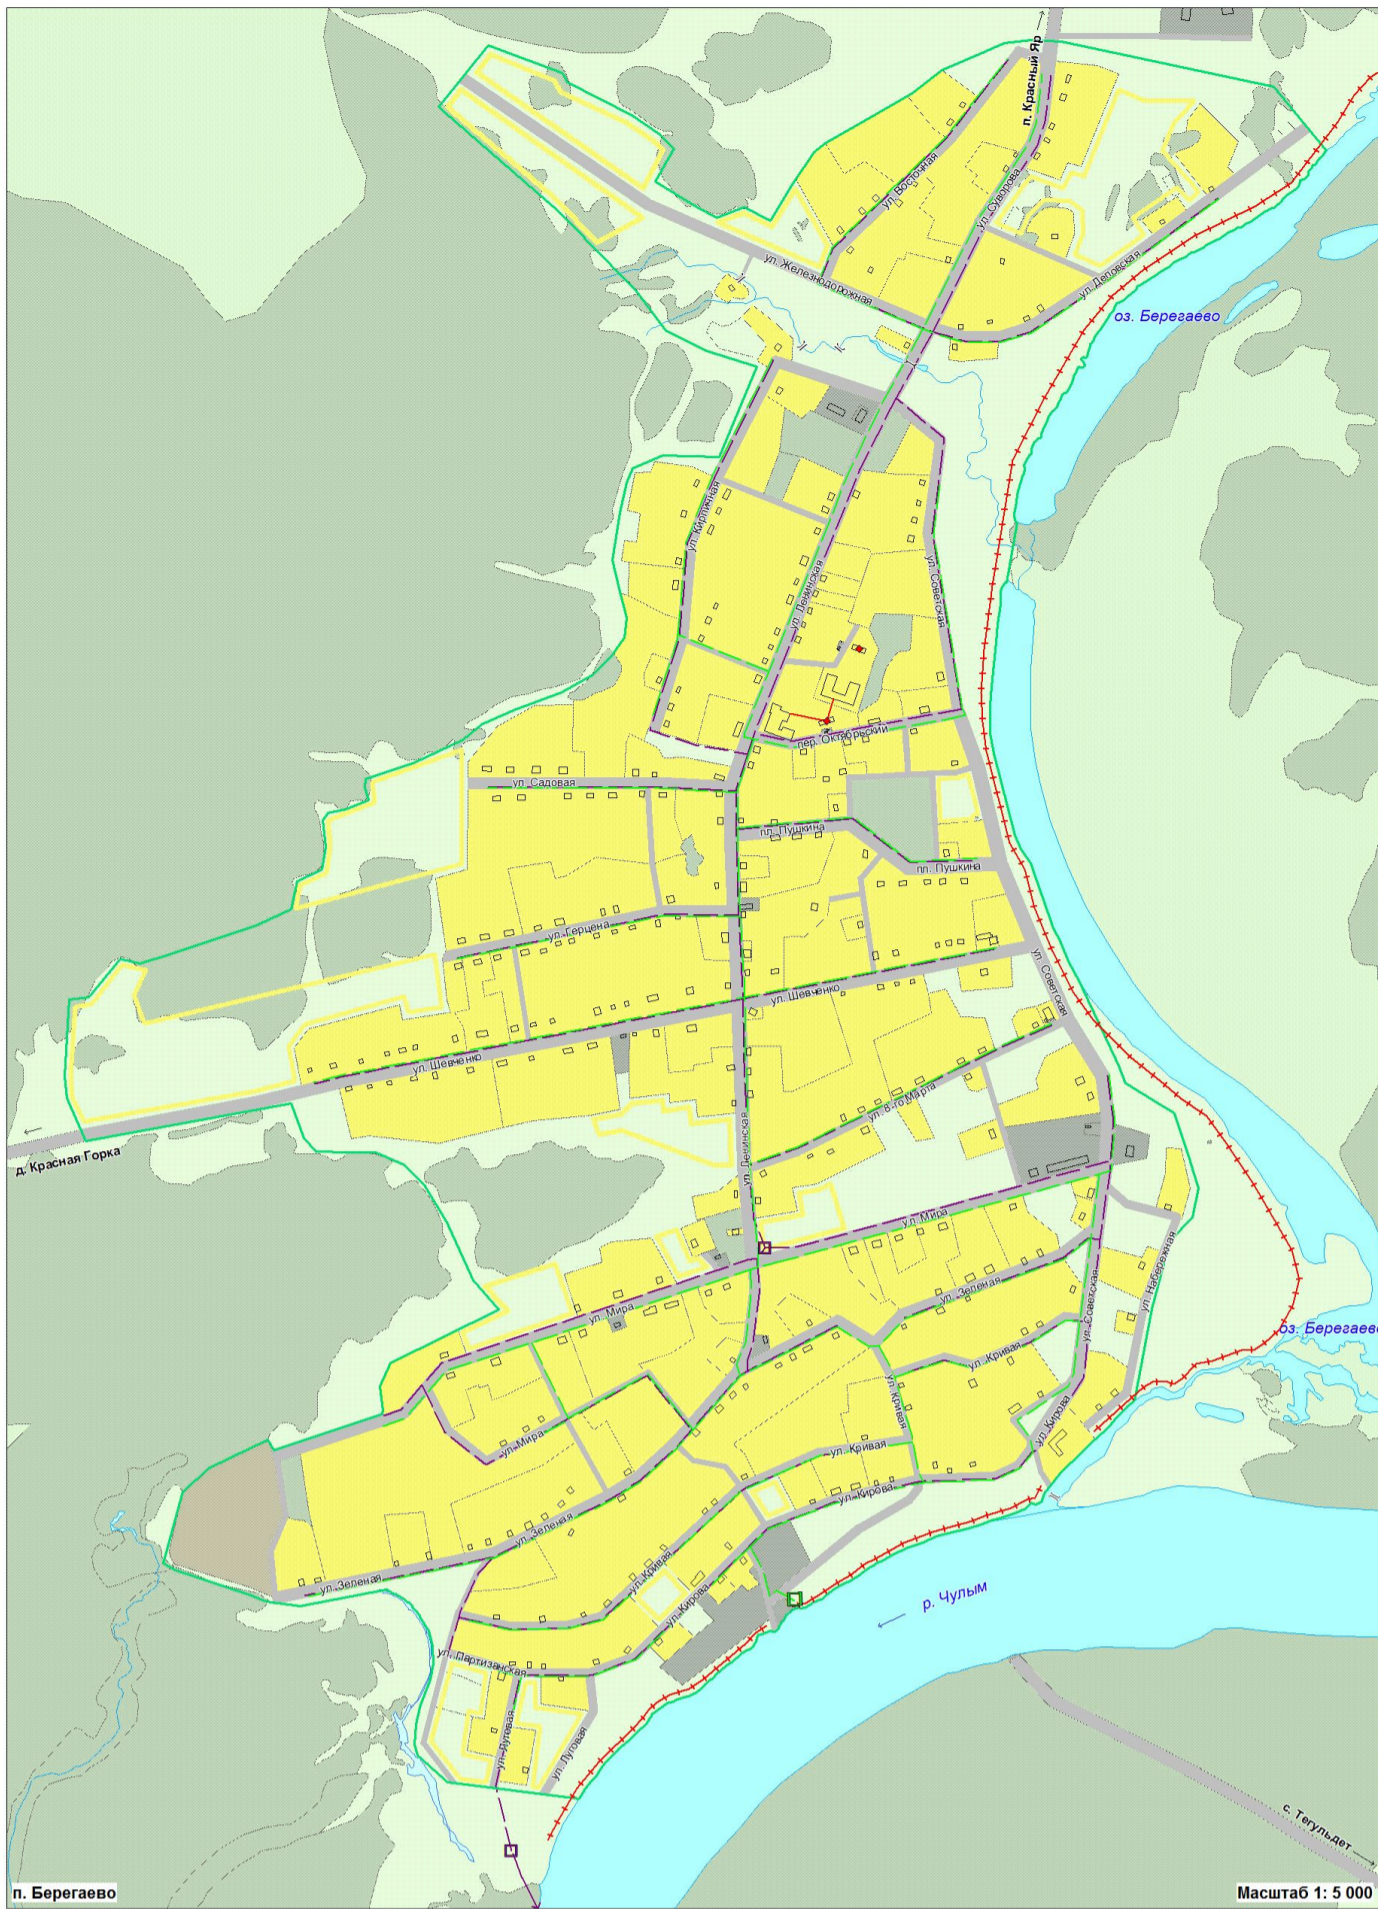 п. Красный Яр
ул. Восточная
ул. Суворова
ул. Железнодорожная
ул. Деповская
оз. Берегаево
ул. Кирпичная
ул. Ленинская
ул. Советская
пер. Октябрьский
ул. Садовая
пл. Пушкина
пл. Пушкина
ул. Герцена
ул. Шевченко
ул. Советская
ул. Шевченко
ул. 8-го Марта
ул. Ленинская
д. Красная Горка
ул. Мира
ул. Набережная
ул. Зеленая
ул. Советская
ул. Мира
оз. Берегаево
ул. Кривая
ул. Кривая
ул. Кирова
ул. Мира
ул. Кривая
ул. Кирова
ул. Зеленая
ул. Зеленая
ул. Кривая
ул. Кирова
р. Чулым
ул. Партизанская
ул. Луговая
ул. Луговая
с. Тегульдет
п. Берегаево
Масштаб 1: 5 000